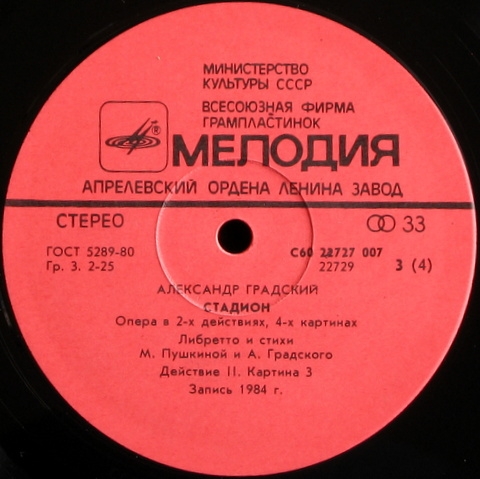 МИНИСТЕРСТВО
КУЛЬТУРЫ СССР
ВСЕСОЮЗНАЯ ФИРМА
ГРАМПЛАСТИНОК
МЕЛОДИЯ
АПРЕЛЕВСКИЙ ОРДЕНА ЛЕНИНА ЗАВОД
СТЕРЕО
33
ГОСТ 5289-80
С60 22727 007
Гр. 3. 2-25
22729
3 (4)
АЛЕКСАНДР ГРАДСКИЙ
СТАДИОН
Опера в 2-х действиях, 4-х картинах
Либретто и стихи
М. Пушкиной и А. Градского
Действие II. Картина 3
Запись 1984 г.